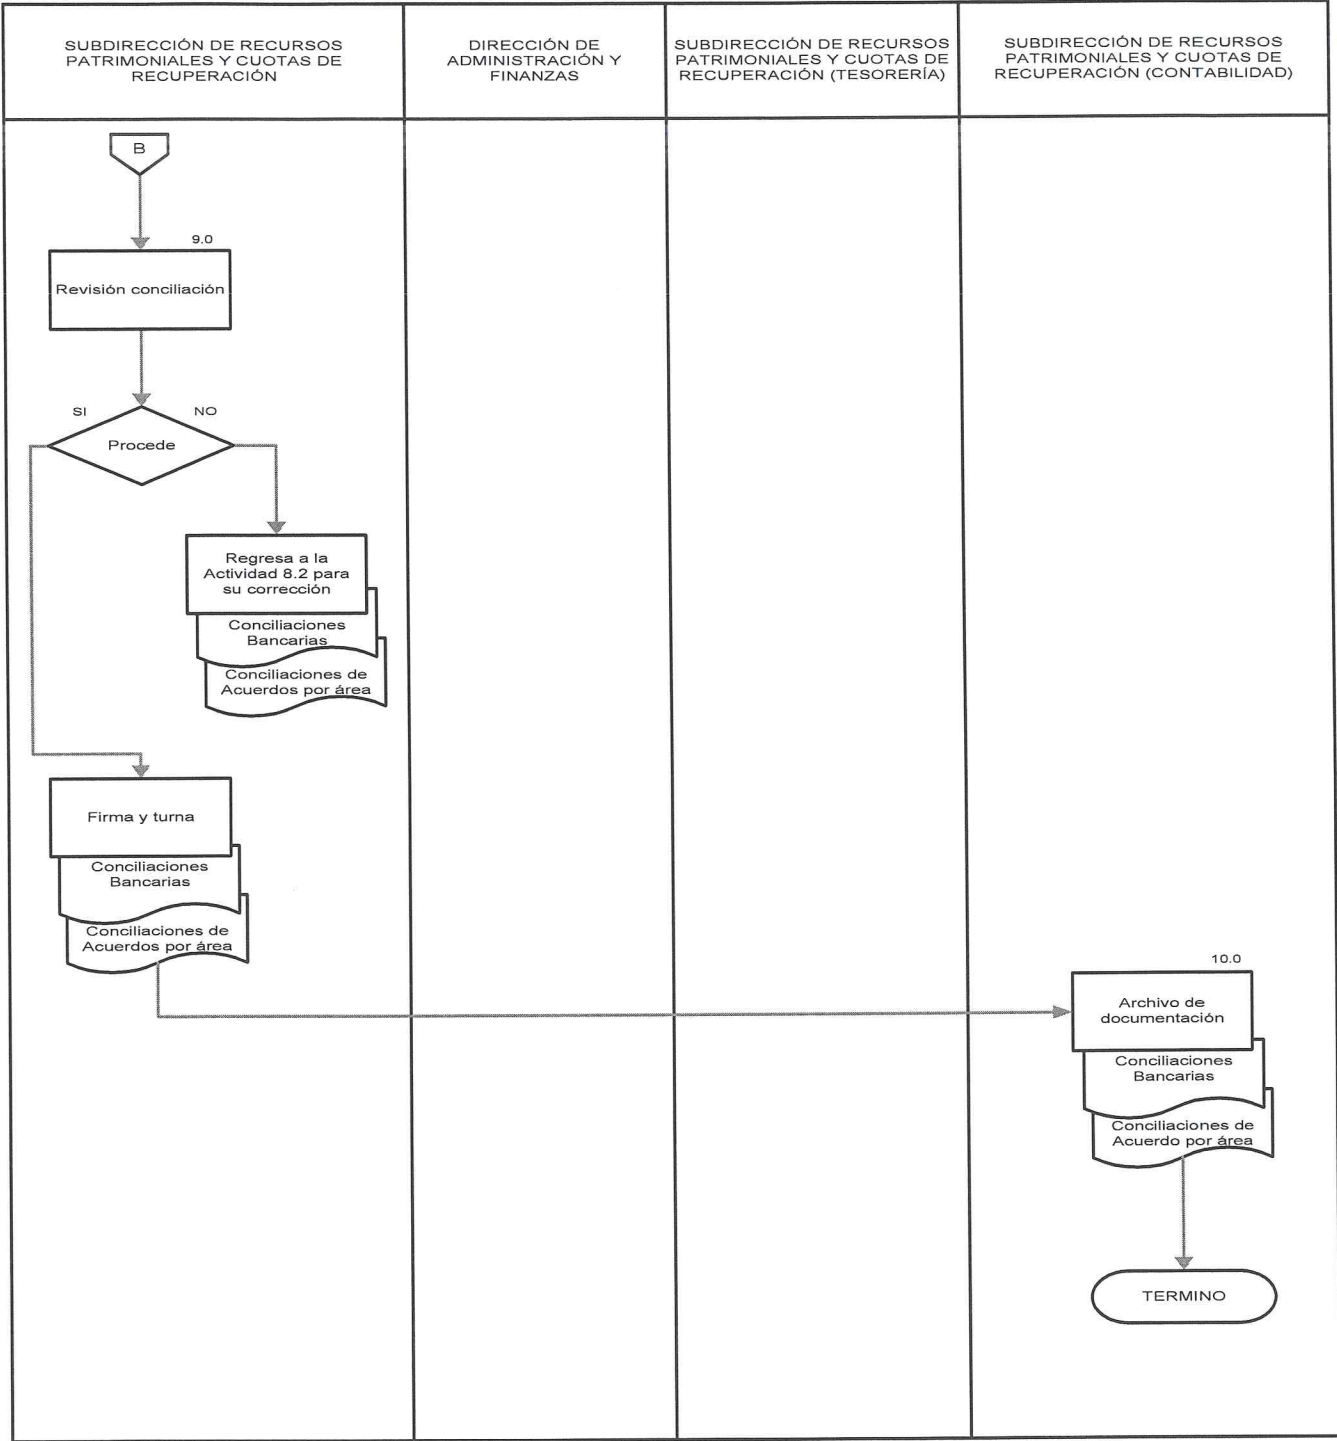 SUBDIRECCIÓN DE RECURSOS
PATRIMONIALES Y CUOTAS DE
RECUPERACIÓN
DIRECCIÓN DE
ADMINISTRACIÓN Y
FINANZAS
SUBDIRECCIÓN DE RECURSOS
PATRIMONIALES Y CUOTAS DE
RECUPERACIÓN (TESORERÍA)
SUBDIRECCIÓN DE RECURSOS
PATRIMONIALES Y CUOTAS DE
RECUPERACIÓN (CONTABILIDAD)
B
9.0
Revisión conciliación
SI
NO
Procede
Regresa a la
Actividad 8.2 para
su corrección
Conciliaciones
Bancarias
Conciliaciones de
Acuerdos por área
Firma y turna
Conciliaciones
Bancarias
Conciliaciones de
Acuerdos por área
10.0
Archivo de
documentación
Conciliaciones
Bancarias
Conciliaciones de
Acuerdo por área
TERMINO